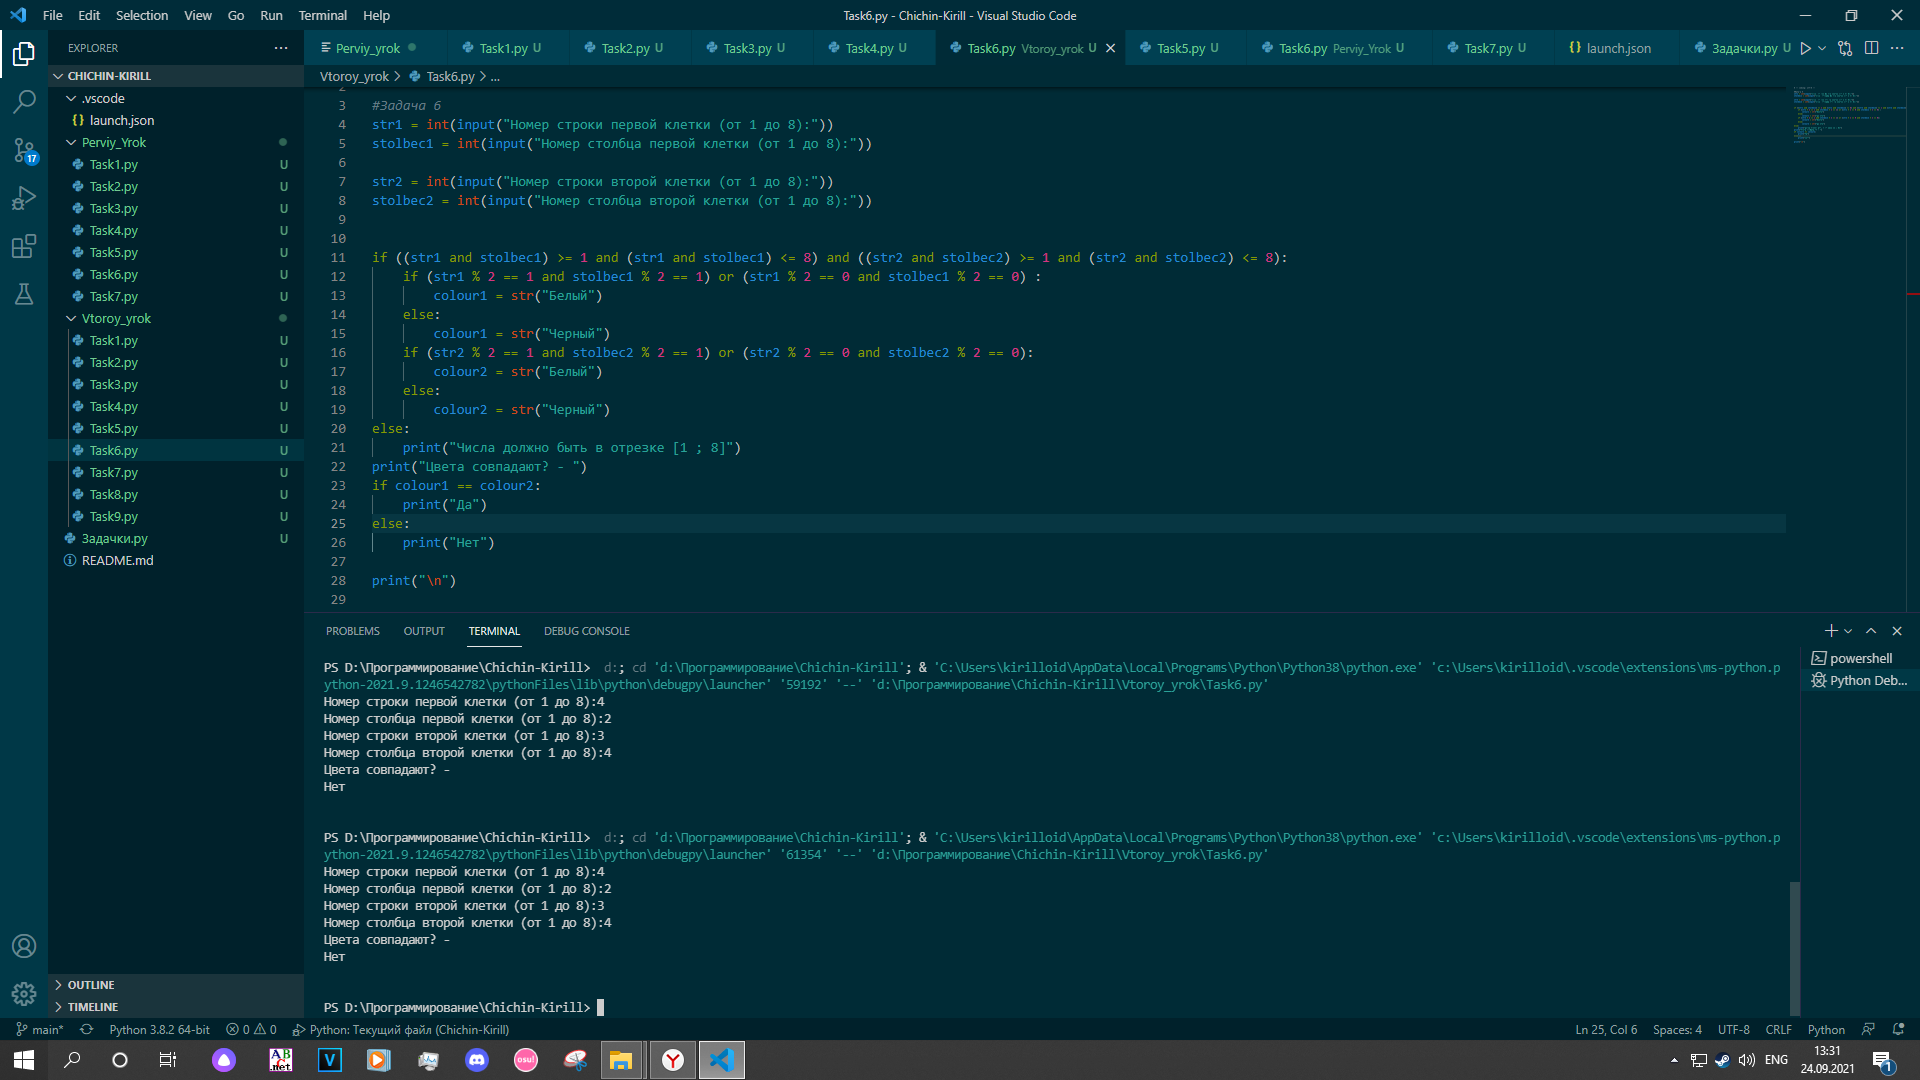 File Edit Selection View Go Run Terminal Help
Task6.py - Chichin-Kirill - Visual Studio Code
EXPLORER
CHICHIN-KIRILL
.vscode
launch.json
Perviy_Yrok
Task1.py U
Task2.py U
Task3.py U
Task4.py U
Task5.py U
Task6.py U
Task7.py U
Vtoroy_yrok
Task1.py U
Task2.py U
Task3.py U
Task4.py U
Task5.py U
Task6.py U
Task7.py U
Task8.py U
Task9.py U
Задачки.py U
README.md
OUTLINE
TIMELINE
17
Perviy_yrok Task1.py U Task2.py U Task3.py U Task4.py U Task6.py Vtoroy_yrok U Task5.py U Task6.py Perviy_Yrok U Task7.py U launch.json Задачки.py U
Vtoroy_yrok > Task6.py > ...
2
3 #Задача 6
4 str1 = int(input("Номер строки первой клетки (от 1 до 8):"))
5 stolbec1 = int(input("Номер столбца первой клетки (от 1 до 8):"))
6
7 str2 = int(input("Номер строки второй клетки (от 1 до 8):"))
8 stolbec2 = int(input("Номер столбца второй клетки (от 1 до 8):"))
9
10
11 if ((str1 and stolbec1) >= 1 and (str1 and stolbec1) <= 8) and ((str2 and stolbec2) >= 1 and (str2 and stolbec2) <= 8):
12 if (str1 % 2 == 1 and stolbec1 % 2 == 1) or (str1 % 2 == 0 and stolbec1 % 2 == 0) :
13 colour1 = str("Белый")
14 else:
15 colour1 = str("Черный")
16 if (str2 % 2 == 1 and stolbec2 % 2 == 1) or (str2 % 2 == 0 and stolbec2 % 2 == 0):
17 colour2 = str("Белый")
18 else:
19 colour2 = str("Черный")
20 else:
21 print("Числа должно быть в отрезке [1 ; 8]")
22 print("Цвета совпадают? - ")
23 if colour1 == colour2:
24 print("Да")
25 else:
26 print("Нет")
27
28 print("\n")
29
PROBLEMS OUTPUT TERMINAL DEBUG CONSOLE
powershell
Python Deb...
PS D:\Программирование\Chichin-Kirill> d:; cd 'd:\Программирование\Chichin-Kirill'; & 'C:\Users\kirilloid\AppData\Local\Programs\Python\Python38\python.exe' 'c:\Users\kirilloid\.vscode\extensions\ms-python.p
ython-2021.9.1246542782\pythonFiles\lib\python\debugpy\launcher' '59192' '--' 'd:\Программирование\Chichin-Kirill\Vtoroy_yrok\Task6.py'
Номер строки первой клетки (от 1 до 8):4
Номер столбца первой клетки (от 1 до 8):2
Номер строки второй клетки (от 1 до 8):3
Номер столбца второй клетки (от 1 до 8):4
Цвета совпадают? -
Нет
PS D:\Программирование\Chichin-Kirill> d:; cd 'd:\Программирование\Chichin-Kirill'; & 'C:\Users\kirilloid\AppData\Local\Programs\Python\Python38\python.exe' 'c:\Users\kirilloid\.vscode\extensions\ms-python.p
ython-2021.9.1246542782\pythonFiles\lib\python\debugpy\launcher' '61354' '--' 'd:\Программирование\Chichin-Kirill\Vtoroy_yrok\Task6.py'
Номер строки первой клетки (от 1 до 8):4
Номер столбца первой клетки (от 1 до 8):2
Номер строки второй клетки (от 1 до 8):3
Номер столбца второй клетки (от 1 до 8):4
Цвета совпадают? -
Нет
PS D:\Программирование\Chichin-Kirill>
main* Python 3.8.2 64-bit 0 0 Python: Текущий файл (Chichin-Kirill) Ln 25, Col 6 Spaces: 4 UTF-8 CRLF Python
ABC.net V osu! Y ENG 13:31
24.09.2021
1